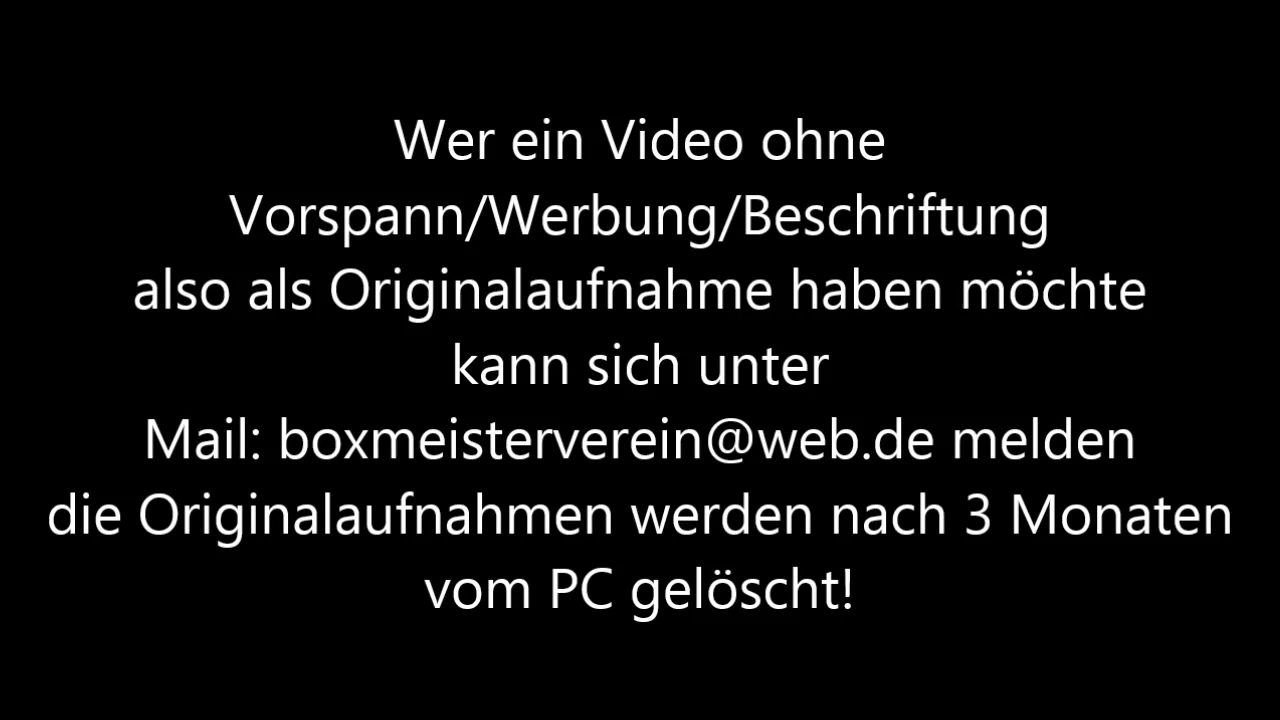 Wer ein Video ohne
Vorspann/Werbung/Beschriftung
also als Originalaufnahme haben möchte
kann sich unter
Mail: boxmeisterverein@web.de melden
die Originalaufnahmen werden nach 3 Monaten
vom PC gelöscht!